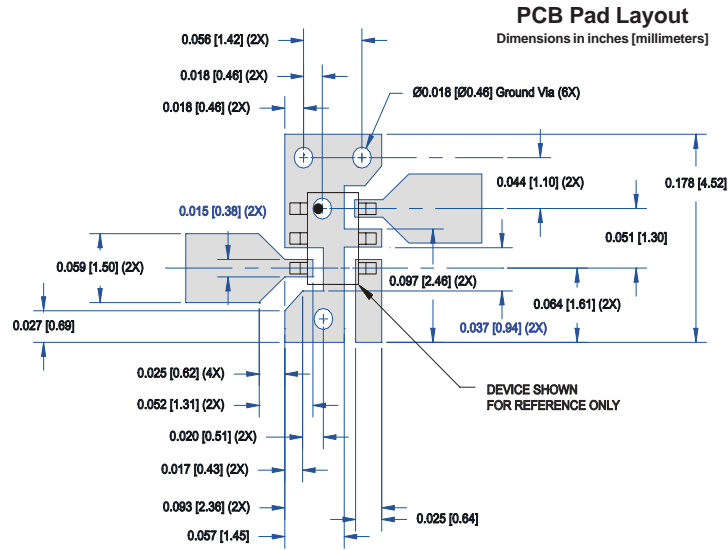 PCB Pad Layout
Dimensions in inches [millimeters]
0.056 [1.42] (2X)
0.018 [0.46] (2X)
0.018 [0.46] (2X)
Ø0.018 [Ø0.46] Ground Via (6X)
0.044 [1.10] (2X)
0.178 [4.52]
0.015 [0.38] (2X)
0.051 [1.30]
0.059 [1.50] (2X)
0.097 [2.46] (2X)
0.064 [1.61] (2X)
0.027 [0.69]
0.037 [0.94] (2X)
0.025 [0.62] (4X)
DEVICE SHOWN
FOR REFERENCE ONLY
0.052 [1.31] (2X)
0.020 [0.51] (2X)
0.017 [0.43] (2X)
0.093 [2.36] (2X)
0.025 [0.64]
0.057 [1.45]